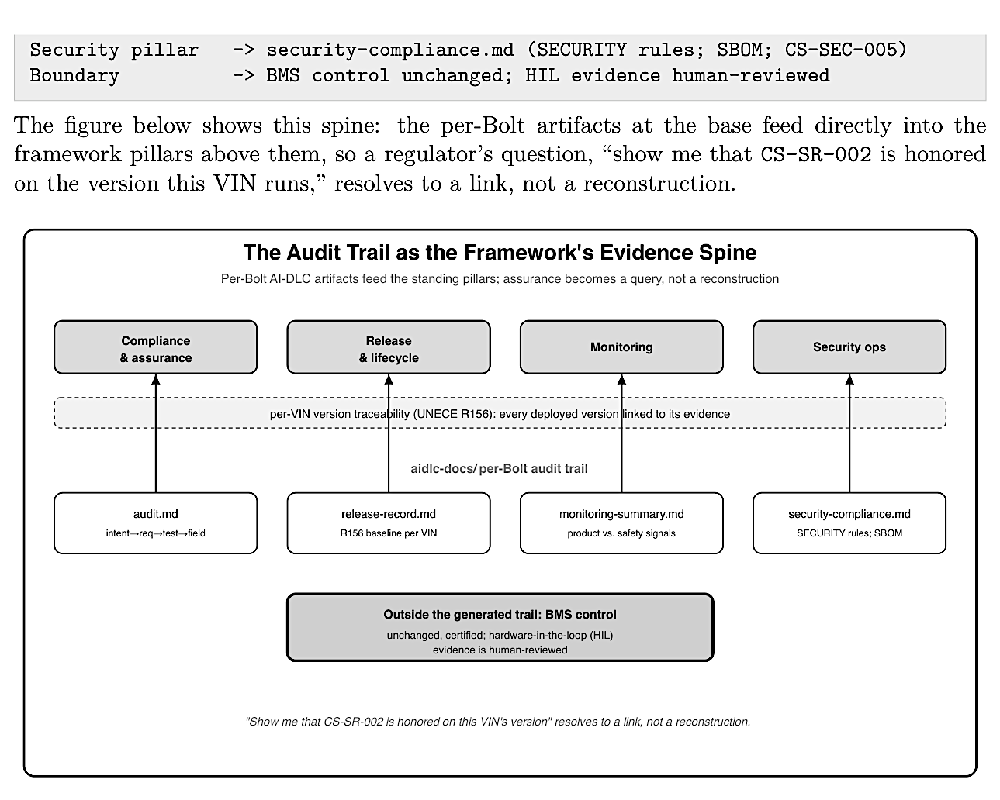 Security pillar   -> security-compliance.md (SECURITY rules; SBOM; CS-SEC-005)
Boundary          -> BMS control unchanged; HIL evidence human-reviewed
The figure below shows this spine: the per-Bolt artifacts at the base feed directly into the
framework pillars above them, so a regulator's question, “show me that CS-SR-002 is honored
on the version this VIN runs,” resolves to a link, not a reconstruction.
The Audit Trail as the Framework's Evidence Spine
Per-Bolt AI-DLC artifacts feed the standing pillars; assurance becomes a query, not a reconstruction
Compliance
& assurance
Release
& lifecycle
Monitoring
Security ops
per-VIN version traceability (UNECE R156): every deployed version linked to its evidence
aidlc-docs/ per-Bolt audit trail
audit.md
intent→req→test→field
release-record.md
R156 baseline per VIN
monitoring-summary.md
product vs. safety signals
security-compliance.md
SECURITY rules; SBOM
Outside the generated trail: BMS control
unchanged, certified; hardware-in-the-loop (HIL)
evidence is human-reviewed
"Show me that CS-SR-002 is honored on this VIN's version" resolves to a link, not a reconstruction.